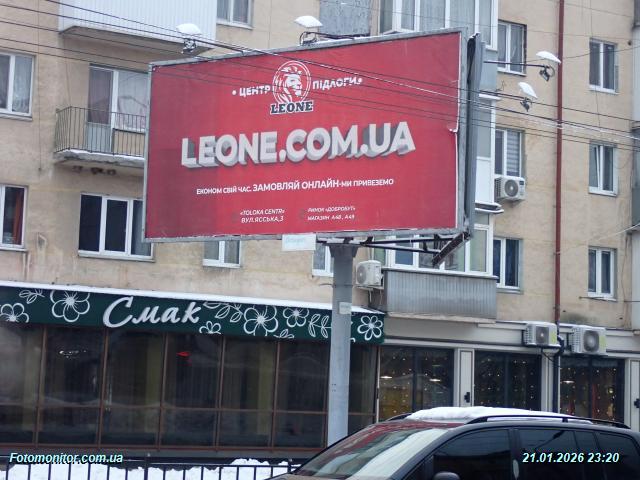 • ЦЕНТР ПІДЛОГИ •
LEONE
LEONE.COM.UA
ЕКОНОМ СВІЙ ЧАС. ЗАМОВЛЯЙ ОНЛАЙН-МИ ПРИВЕЗЕМО
«TOLOKA CENTR»
ВУЛ.ЯССЬКА,3
РИНОК «ДОБРОБУТ»
МАГАЗИН А48, А49
Смак
Fotomonitor.com.ua
21.01.2026 23:20